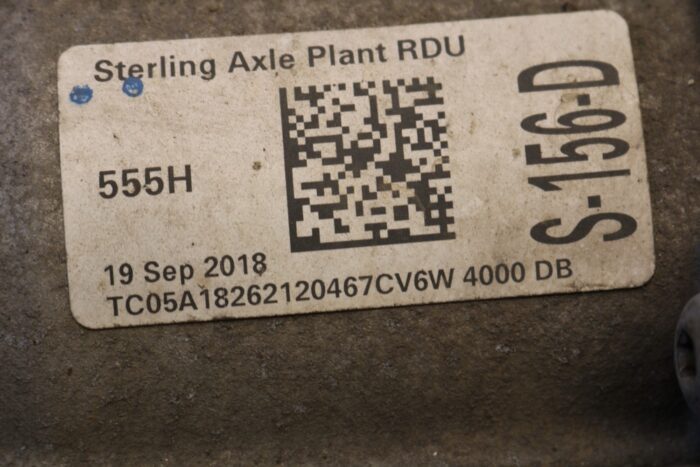 Sterling Axle Plant RDU
555H
19 Sep 2018
TC05A18262120467CV6W 4000 DB
S-156-D